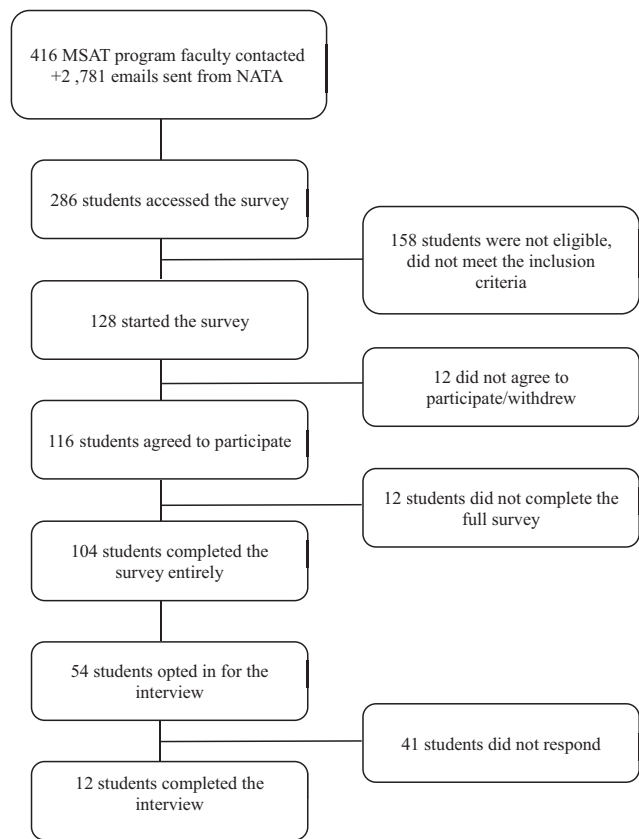 416 MSAT program faculty contacted
+2 ,781 emails sent from NATA
286 students accessed the survey
158 students were not eligible,
did not meet the inclusion
criteria
128 started the survey
12 did not agree to
participate/withdrew
116 students agreed to participate
12 students did not complete the
full survey
104 students completed the
survey entirely
54 students opted in for the
interview
41 students did not respond
12 students completed the
interview